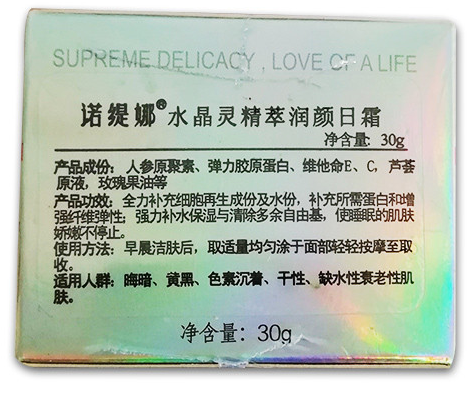 SUPREME DELICACY , LOVE OF A LIFE
诺缇娜®水晶灵精萃润颜日霜
净含量: 30g
产品成份: 人参原聚素、弹力胶原蛋白、维他命E、C，芦荟
原液，玫瑰果油等
产品功效: 全力补充细胞再生成份及水份，补充所需蛋白和增
强纤维弹性，强力补水保湿与清除多余自由基，使睡眠的肌肤
娇嫩不停止。
使用方法: 早晨洁肤后，取适量均匀涂于面部轻轻按摩至吸
收。
适用人群: 晦暗、黄黑、色素沉着、干性、缺水性衰老性肌
肤。
净含量: 30g